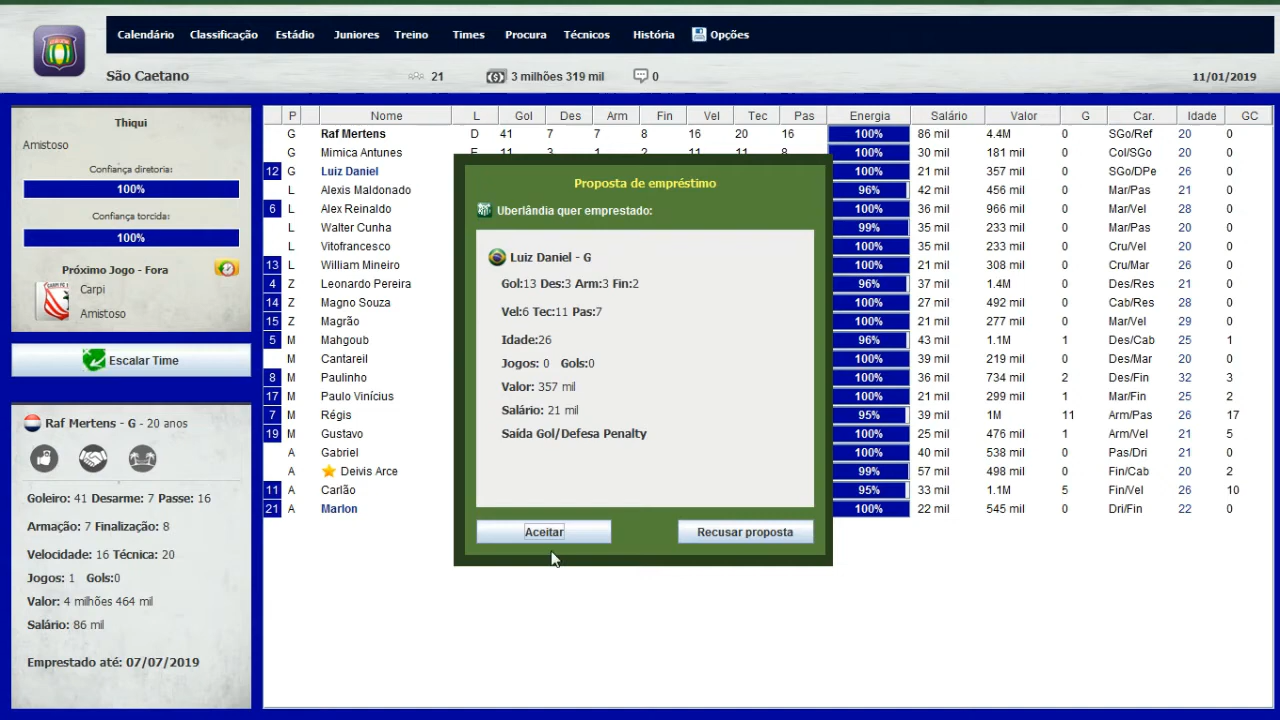 Calendário Classificação Estádio Juniores Treino Times Procura Técnicos História Opções
São Caetano 21 3 milhões 319 mil 0 11/01/2019
Thiqui
Amistoso
Confiança diretoria:
100%
Confiança torcida:
100%
Próximo Jogo - Fora
Carpi
Amistoso
Escalar Time
Raf Mertens - G - 20 anos
Goleiro: 41 Desarme: 7 Passe: 16
Armação: 7 Finalização: 8
Velocidade: 16 Técnica: 20
Jogos: 1 Gols:0
Valor: 4 milhões 464 mil
Salário: 86 mil
Emprestado até: 07/07/2019
P Nome L Gol Des Arm Fin Vel Tec Pas Energia Salário Valor G Car. Idade GC
G Raf Mertens D 41 7 7 8 16 20 16 100% 86 mil 4.4M 0 SGo/Ref 20 0
G Mimica Antunes 100% 30 mil 181 mil 0 Col/SGo 20 0
12 G Luiz Daniel 100% 21 mil 357 mil 0 SGo/DPe 26 0
L Alexis Maldonado 96% 42 mil 456 mil 0 Mar/Pas 21 0
6 L Alex Reinaldo 100% 36 mil 966 mil 0 Mar/Vel 28 0
L Walter Cunha 99% 35 mil 233 mil 0 Mar/Pas 20 0
L Vitofrancesco 100% 35 mil 233 mil 0 Cru/Vel 20 0
13 L William Mineiro 100% 21 mil 308 mil 0 Cru/Mar 26 0
4 Z Leonardo Pereira 96% 37 mil 1.4M 0 Des/Res 21 0
14 Z Magno Souza 100% 27 mil 492 mil 0 Cab/Res 28 0
15 Z Magrão 100% 21 mil 277 mil 0 Mar/Vel 29 0
5 M Mahgoub 96% 43 mil 1.1M 1 Des/Cab 25 1
M Cantareil 100% 39 mil 219 mil 0 Des/Mar 20 0
8 M Paulinho 100% 36 mil 734 mil 2 Des/Fin 32 3
17 M Paulo Vinícius 100% 21 mil 299 mil 1 Mar/Fin 25 2
7 M Régis 95% 39 mil 1M 11 Arm/Pas 26 17
19 M Gustavo 100% 25 mil 476 mil 1 Arm/Vel 21 5
A Gabriel 100% 40 mil 538 mil 0 Pas/Dri 21 0
A Deivis Arce 99% 57 mil 498 mil 0 Fin/Cab 20 2
11 A Carlão 95% 33 mil 1.1M 5 Fin/Vel 26 10
21 A Marlon 100% 22 mil 545 mil 0 Dri/Fin 22 0
Proposta de empréstimo
Uberlândia quer emprestado:
Luiz Daniel - G
Gol:13 Des:3 Arm:3 Fin:2
Vel:6 Tec:11 Pas:7
Idade:26
Jogos: 0 Gols:0
Valor: 357 mil
Salário: 21 mil
Saída Gol/Defesa Penalty
Aceitar Recusar proposta